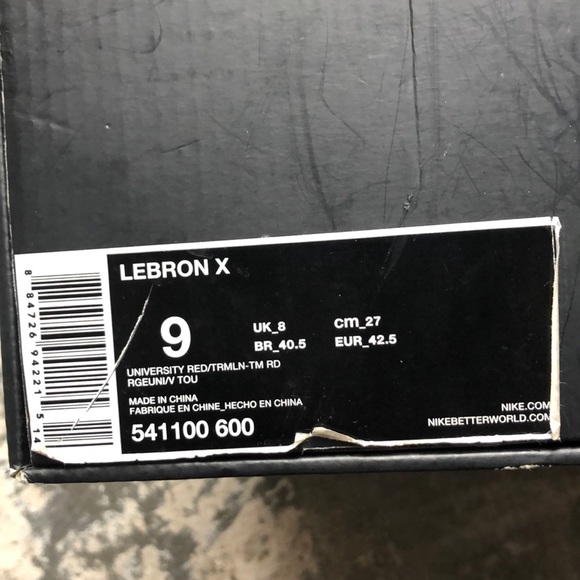 LEBRON X
9
UK_8
cm_27
BR_40.5
EUR_42.5
UNIVERSITY RED/TRMLN-TM RD
RGEUNI/V TOU
MADE IN CHINA
FABRIQUE EN CHINE_HECHO EN CHINA
541100 600
NIKE.COM
NIKEBETTERWORLD.COM
8 84726 94221 5 14